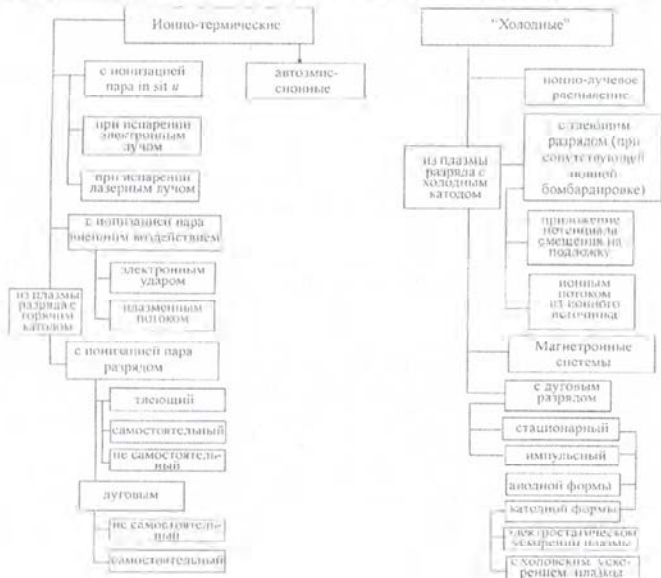 Ионно-термические
автоэмис-
сионные
с ионизацией
пара in sit u
при испарении
электронным
лучом
при испарении
лазерным лучом
с ионизацией пара
внешним воздействием
электронным
ударом
плазменным
потоком
из плазмы
разряда с
горячим
катодом
с ионизацией пара
разрядом
тлеющий
самостоятельный
не самостоятель-
ный
дуговым
не самостоятель-
ный
самостоятельный
“Холодные”
ионно-лучевое
распыление
с тлеющим
разрядом (при
сопутствующей
ионной
бомбардировке)
из плазмы
разряда с
холодным
катодом
приложение
потенциала
смещения на
подложку
ионным
потоком
из ионного
источника
Магнетронные
системы
с дуговым
разрядом
стационарный
импульсный
анодной формы
катодной формы
электростатическом
ускорении плазмы
с холовским уско-
рением плазмы